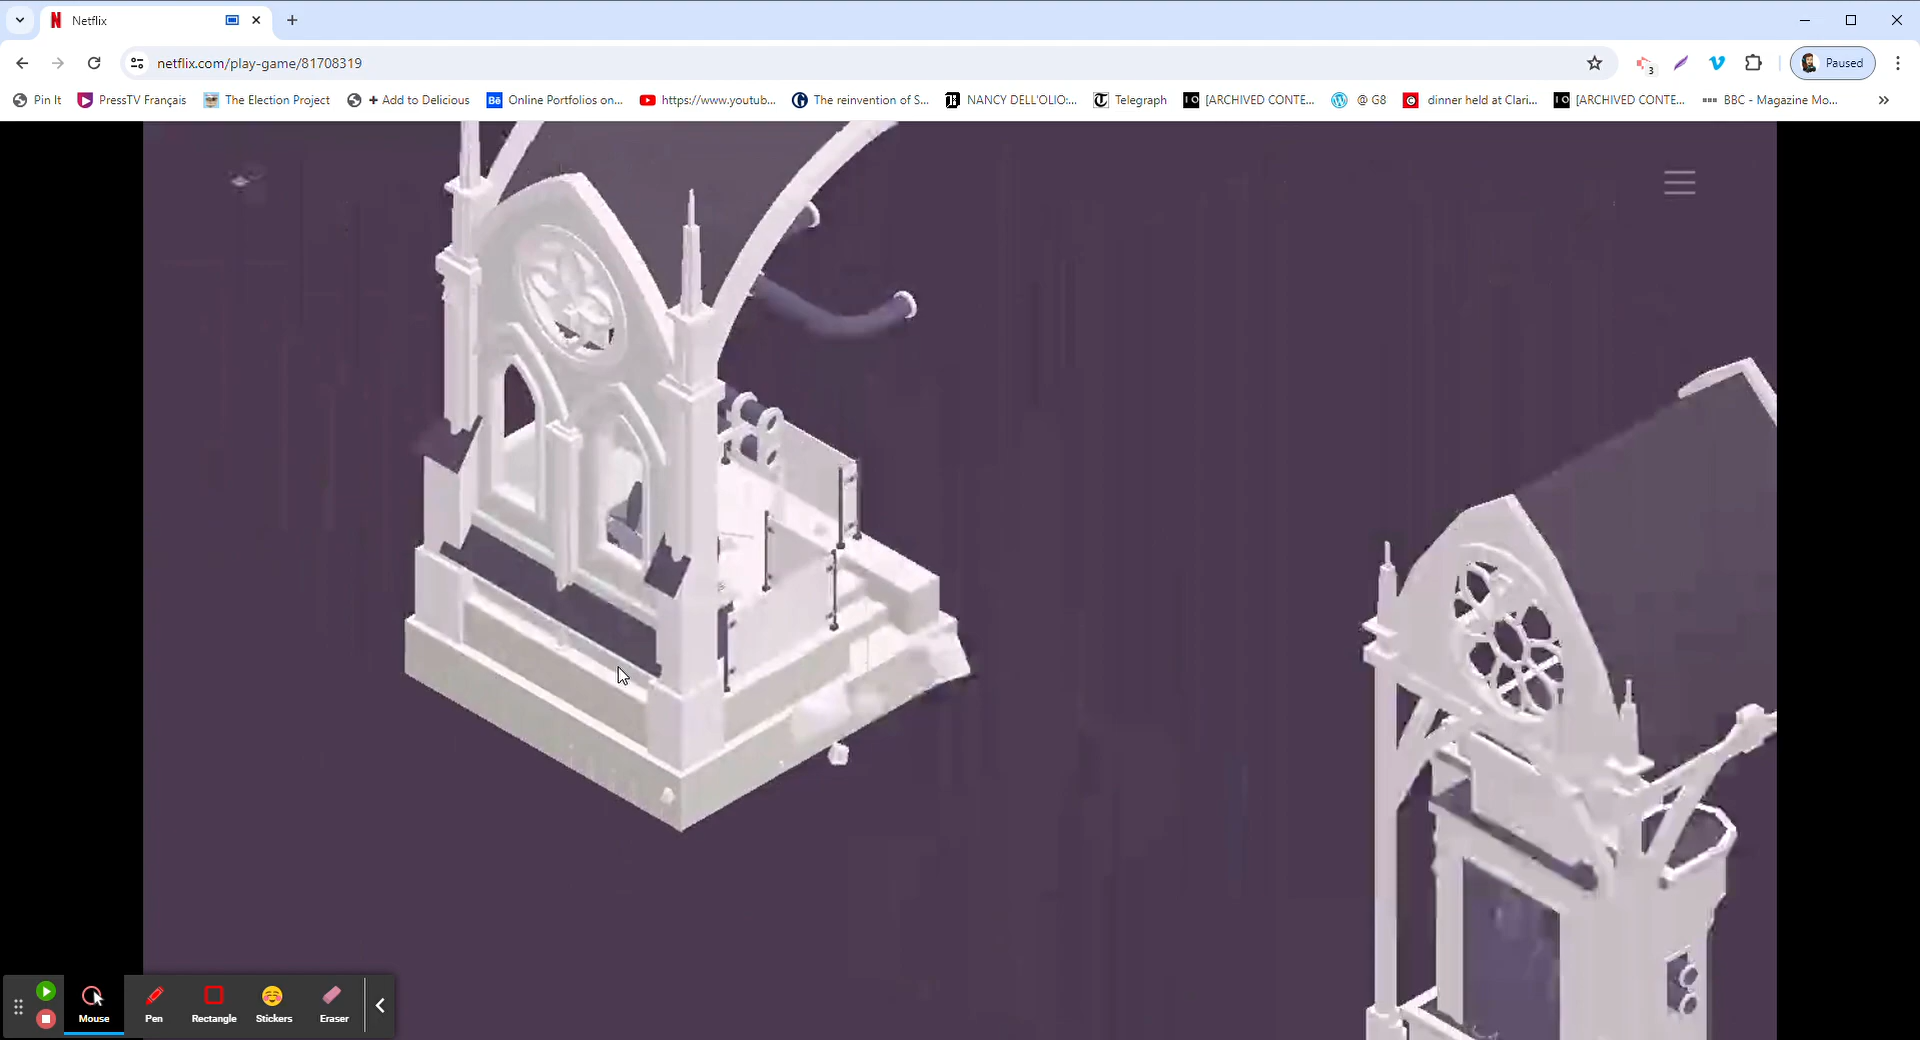 Netflix
netflix.com/play-game/81708319
3
Paused
Pin It
PressTV Français
The Election Project
+ Add to Delicious
Bē
Online Portfolios on...
https://www.youtub...
The reinvention of S...
NANCY DELL'OLIO:...
Telegraph
[ARCHIVED CONTE...
@ G8
dinner held at Clari...
[ARCHIVED CONTE...
BBC - Magazine Mo...
Mouse
Pen
Rectangle
Stickers
Eraser